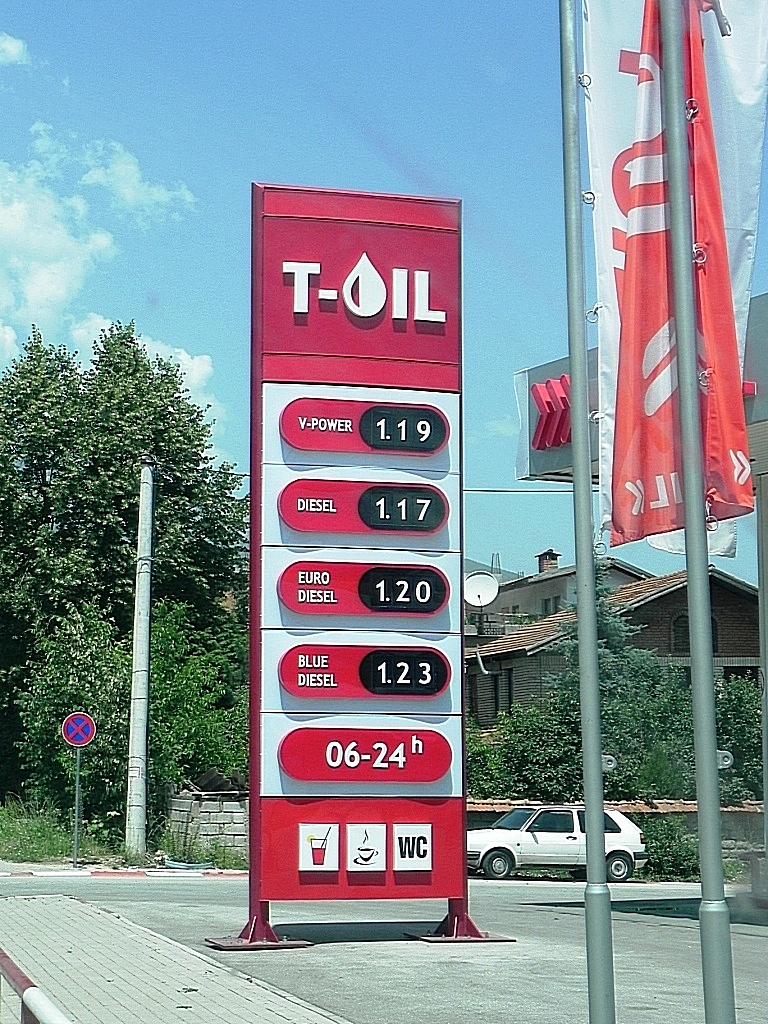 T-OIL
V-POWER 1.19
DIESEL 1.17
EURO
DIESEL 1.20
BLUE
DIESEL 1.23
06-24h
WC